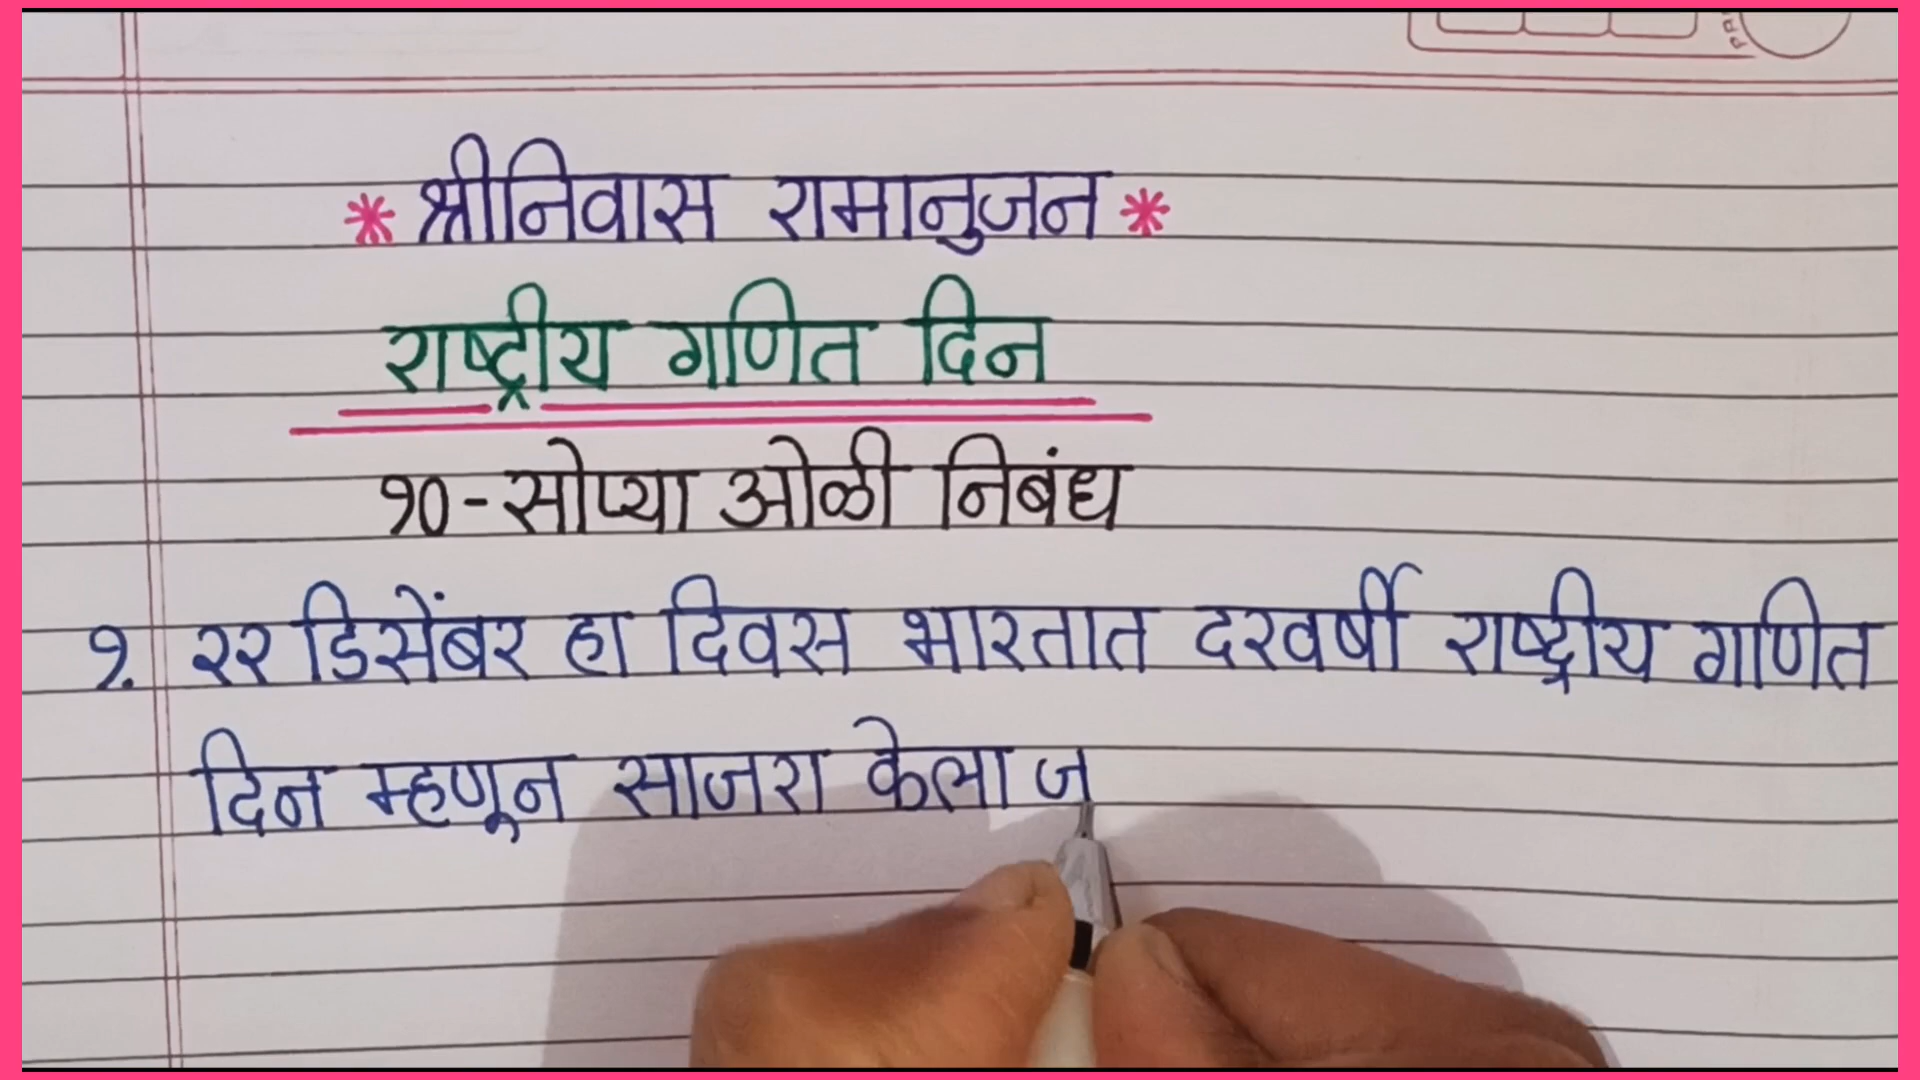 * श्रीनिवास रामानुजन *
राष्ट्रीय गणित दिन
१०-सोप्या ओळी निबंध
१. २२ डिसेंबर हा दिवस भारतात दरवर्षी राष्ट्रीय गणित
दिन म्हणून साजरा केला ज